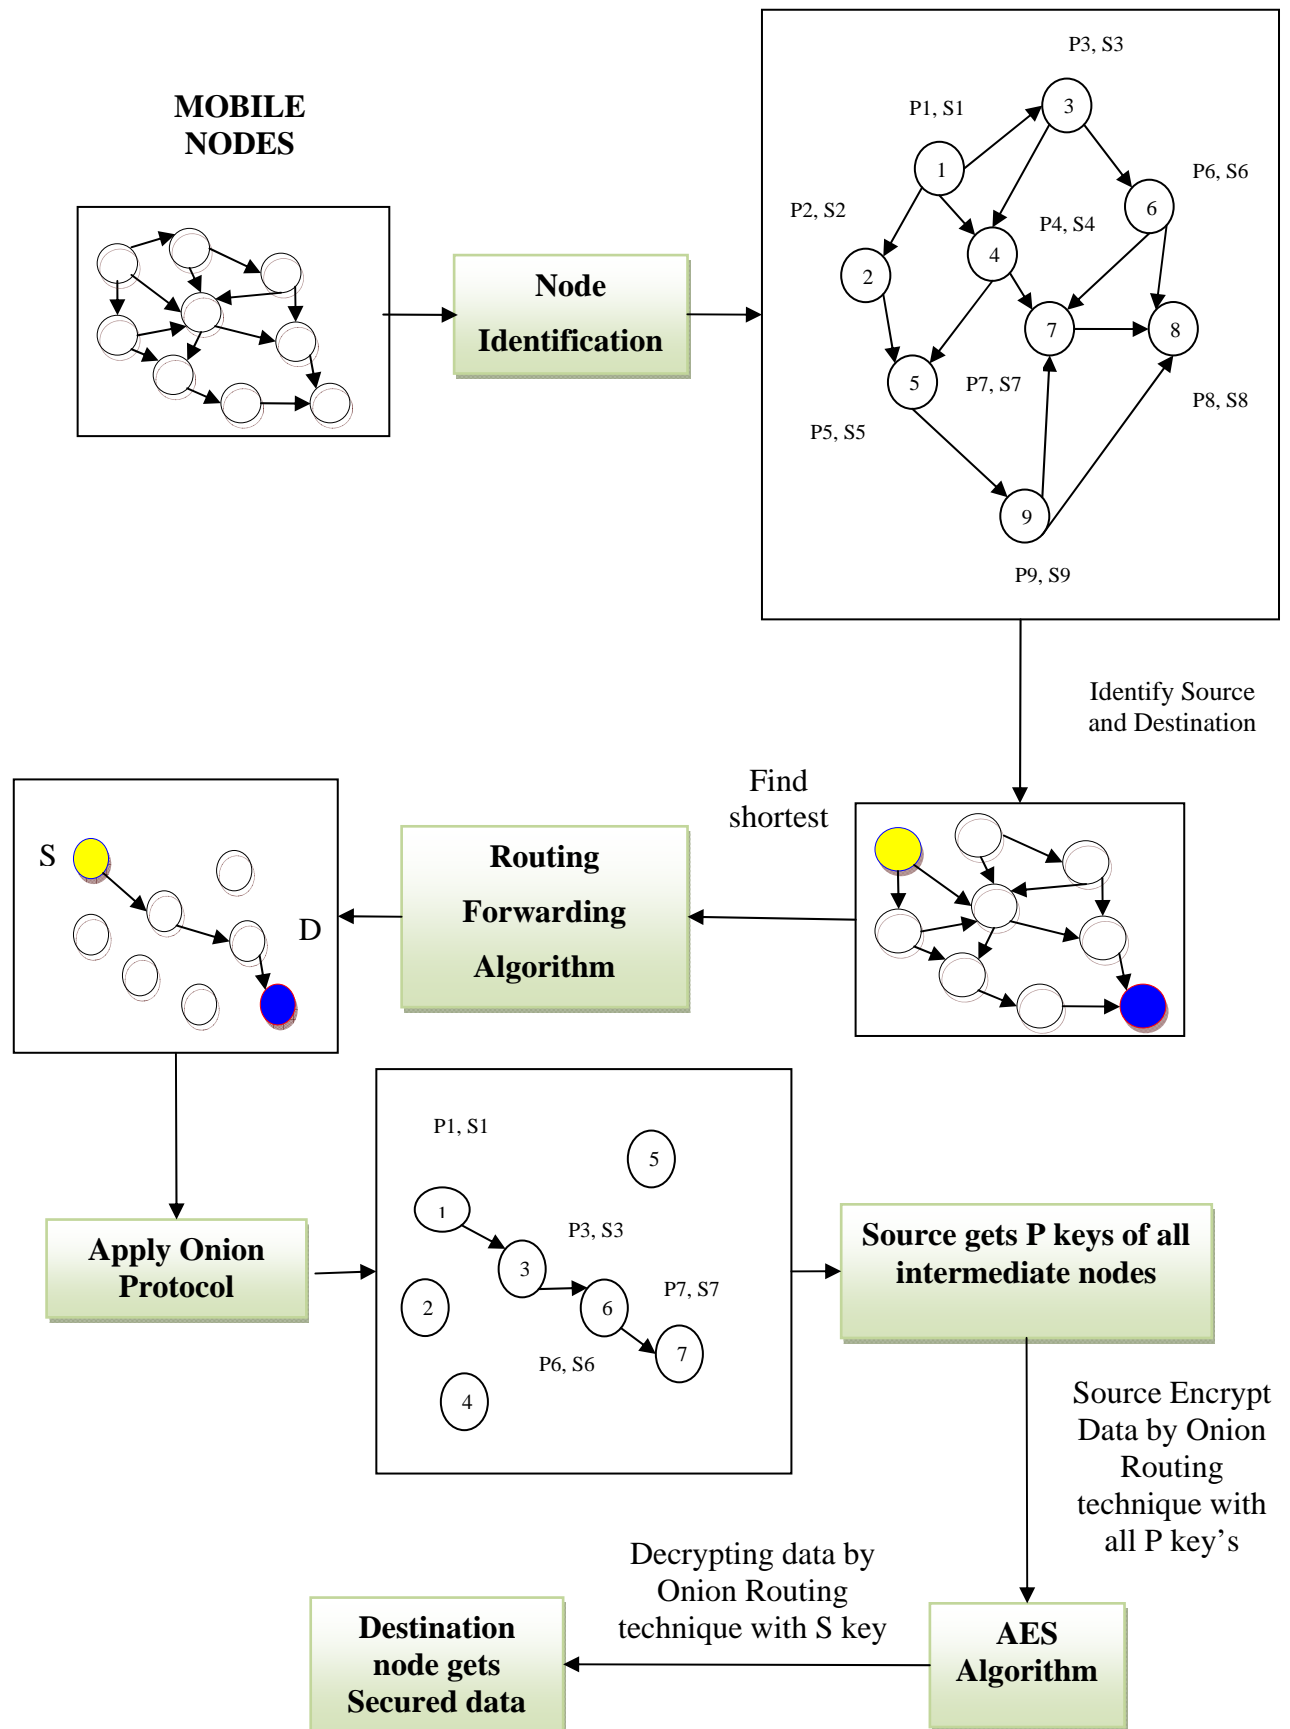 MOBILE
NODES
Node
Identification
P3, S3
3
P1, S1
1
P6, S6
6
P2, S2
P4, S4
4
2
7
8
5
P7, S7
P8, S8
P5, S5
9
P9, S9
Identify Source
and Destination
Find
shortest
Routing
Forwarding
Algorithm
S
D
P1, S1
5
1
P3, S3
3
P7, S7
2
6
7
P6, S6
4
Apply Onion
Protocol
Source gets P keys of all
intermediate nodes
Source Encrypt
Data by Onion
Routing
technique with
all P key’s
AES
Algorithm
Decrypting data by
Onion Routing
technique with S key
Destination
node gets
Secured data